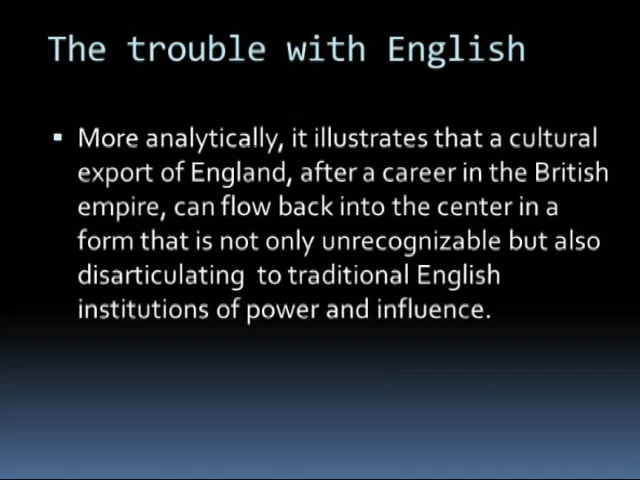 The trouble with English
More analytically, it illustrates that a cultural
export of England, after a career in the British
empire, can flow back into the center in a
form that is not only unrecognizable but also
disarticulating to traditional English
institutions of power and influence.